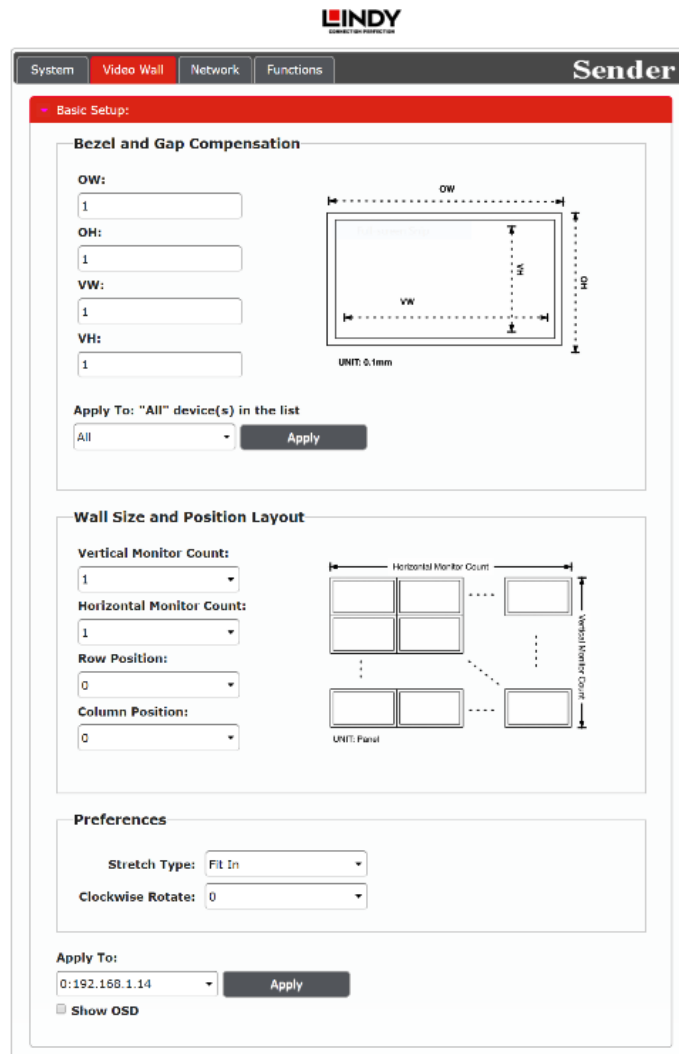 LINDY
CONNECTION PERFECTION
System Video Wall Network Functions Sender
Basic Setup:
Bezel and Gap Compensation
OW:
1
OH:
1
VW:
1
VH:
1
OW
VH
OH
VW
UNIT: 0.1mm
Apply To: "All" device(s) in the list
All Apply
Wall Size and Position Layout
Vertical Monitor Count:
1
Horizontal Monitor Count:
1
Row Position:
0
Column Position:
0
Horizontal Monitor Count
Vertical Monitor Count
UNIT: Panel
Preferences
Stretch Type: Fit In
Clockwise Rotate: 0
Apply To:
0:192.168.1.14 Apply
Show OSD